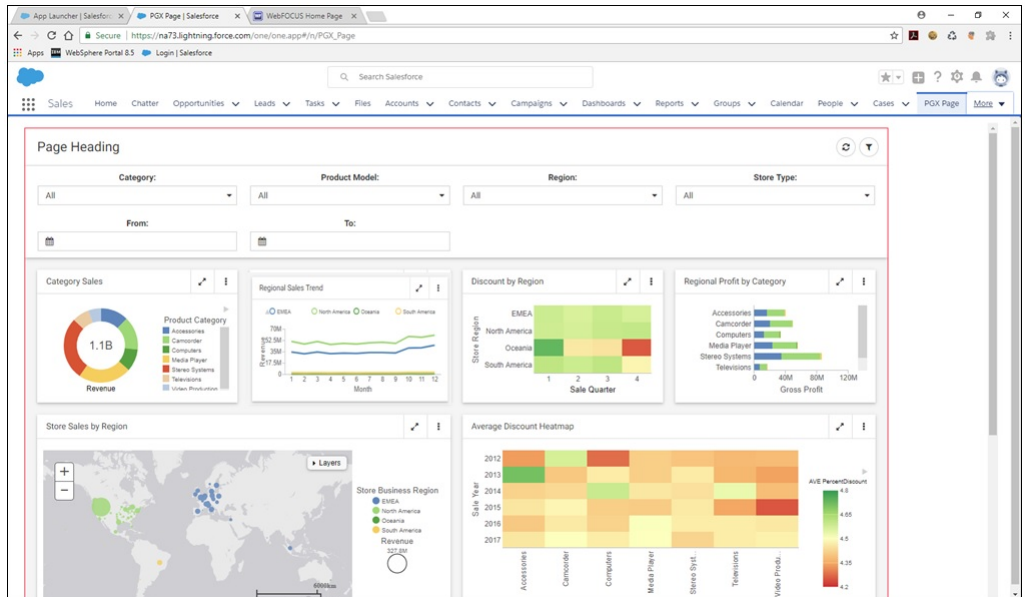 App Launcher | Salesforc
PGX Page | Salesforce
WebFOCUS Home Page
Secure | https://na73.lightning.force.com/one/one.app#/n/PGX_Page
Apps WebSphere Portal 8.5 Login | Salesforce
Search Salesforce
Sales Home Chatter Opportunities Leads Tasks Files Accounts Contacts Campaigns Dashboards Reports Groups Calendar People Cases PGX Page More
Page Heading
Category: Product Model: Region: Store Type:
All All All All
From: To:
Category Sales
1.1B
Revenue
Product Category
Accessories
Camcorder
Computers
Media Player
Stereo Systems
Televisions
Video Production
Regional Sales Trend
EMEA North America Oceania South America
Revenue
70M
52.5M
35M
17.5M
0
1 2 3 4 5 6 7 8 9 10 11 12
Month
Discount by Region
Store Region
EMEA
North America
Oceania
South America
1 2 3 4
Sale Quarter
Regional Profit by Category
Accessories
Camcorder
Computers
Media Player
Stereo Systems
Televisions
0 40M 80M 120M
Gross Profit
Store Sales by Region
+
−
Layers
6000km
Store Business Region
EMEA
North America
Oceania
South America
Revenue
327.8M
Average Discount Heatmap
Sale Year
2012
2013
2014
2015
2016
2017
Accessories
Camcorder
Computers
Media Player
Stereo Syst...
Televisions
Video Produ...
AVE PercentDiscount
4.8
4.65
4.5
4.35
4.2